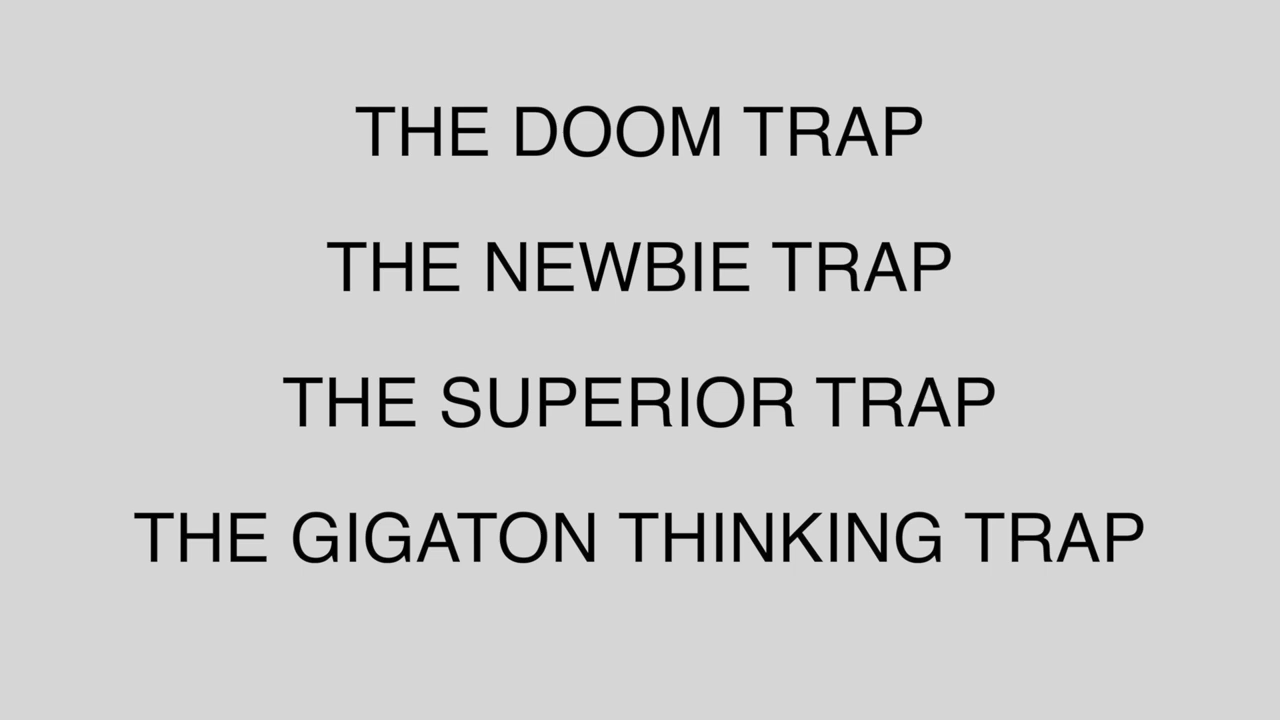 THE DOOM TRAP
THE NEWBIE TRAP
THE SUPERIOR TRAP
THE GIGATON THINKING TRAP